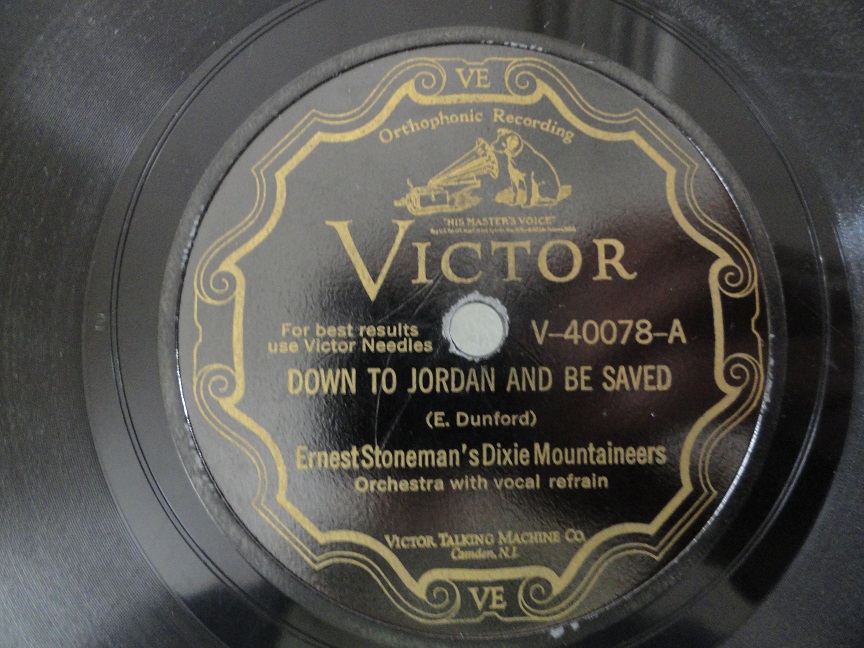 VE
Orthophonic Recording
"HIS MASTER'S VOICE"
VICTOR
For best results
use Victor Needles
V-40078-A
DOWN TO JORDAN AND BE SAVED
(E. Dunford)
Ernest Stoneman's Dixie Mountaineers
Orchestra with vocal refrain
VICTOR TALKING MACHINE CO.
Camden, N.J.
VE